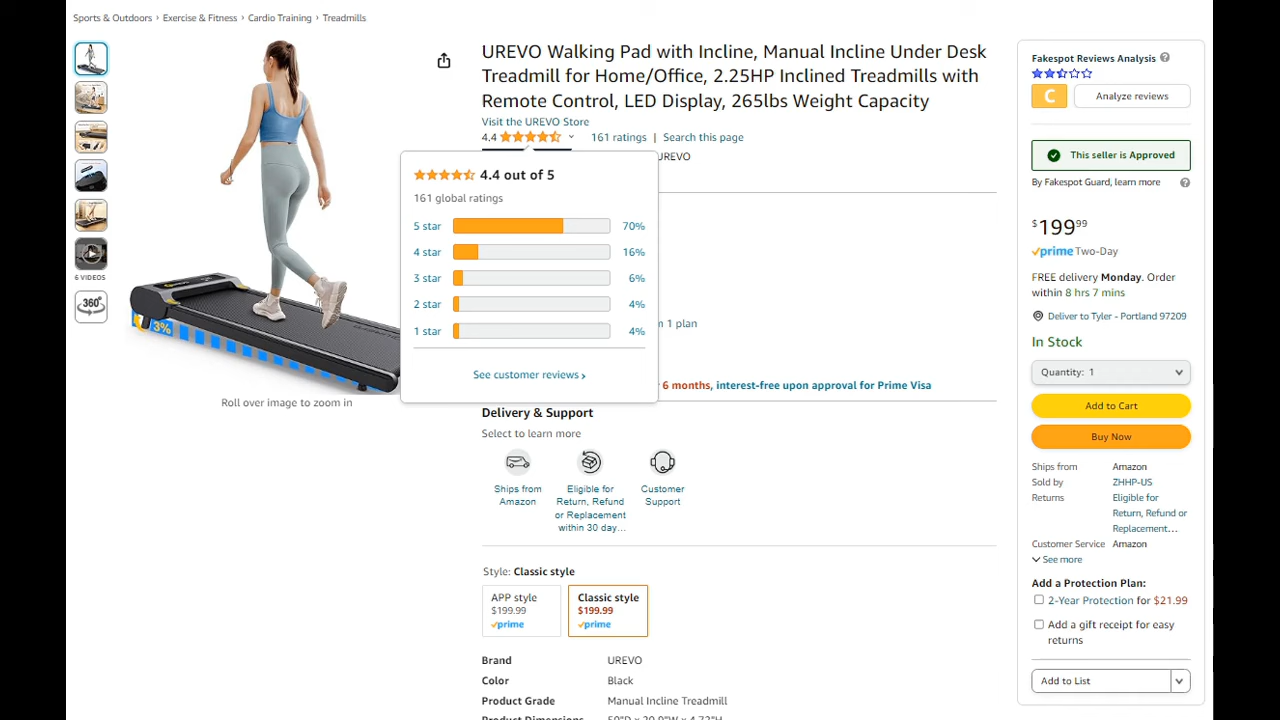 Sports & Outdoors › Exercise & Fitness › Cardio Training › Treadmills
6 VIDEOS
360°
3%
Roll over image to zoom in
UREVO Walking Pad with Incline, Manual Incline Under Desk
Treadmill for Home/Office, 2.25HP Inclined Treadmills with
Remote Control, LED Display, 265lbs Weight Capacity
Visit the UREVO Store
4.4 161 ratings | Search this page
UREVO
4.4 out of 5
161 global ratings
5 star 70%
4 star 16%
3 star 6%
2 star 4%
1 star 4%
See customer reviews ›
1 plan
6 months, interest-free upon approval for Prime Visa
Delivery & Support
Select to learn more
Ships from
Amazon
Eligible for
Return, Refund
or Replacement
within 30 day...
Customer
Support
Style: Classic style
APP style
$199.99
prime
Classic style
$199.99
prime
Brand UREVO
Color Black
Product Grade Manual Incline Treadmill
Product Dimensions 50"D x 20.9"W x 4.72"H
Fakespot Reviews Analysis
C Analyze reviews
This seller is Approved
By Fakespot Guard, learn more
$199.99
prime Two-Day
FREE delivery Monday. Order
within 8 hrs 7 mins
Deliver to Tyler - Portland 97209
In Stock
Quantity: 1
Add to Cart
Buy Now
Ships from Amazon
Sold by ZHHP-US
Returns Eligible for
Return, Refund or
Replacement...
Customer Service Amazon
See more
Add a Protection Plan:
2-Year Protection for $21.99
Add a gift receipt for easy
returns
Add to List